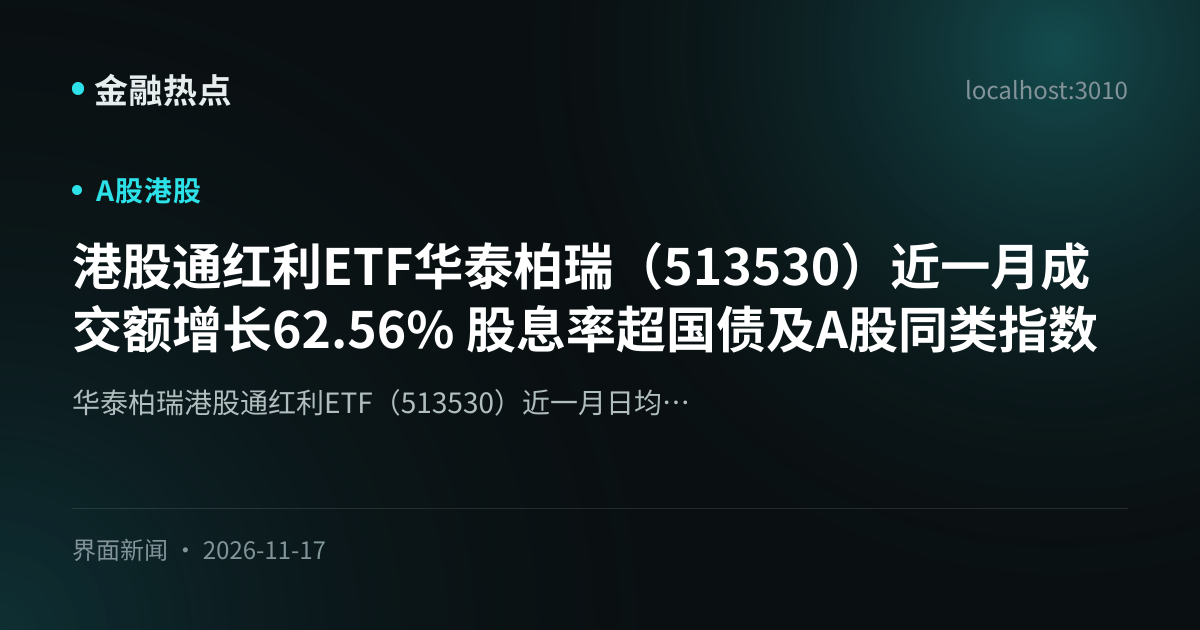 金融热点
localhost:3010
A股港股
港股通红利ETF华泰柏瑞（513530）近一月成
交额增长62.56% 股息率超国债及A股同类指数
华泰柏瑞港股通红利ETF（513530）近一月日均…
界面新闻 · 2026-11-17